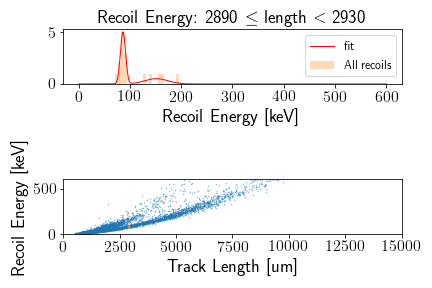 Recoil Energy: 2890 ≤ length < 2930
5
0
fit
All recoils
0 100 200 300 400 500 600
Recoil Energy [keV]
Recoil Energy [keV]
500
0
0 2500 5000 7500 10000 12500 15000
Track Length [um]